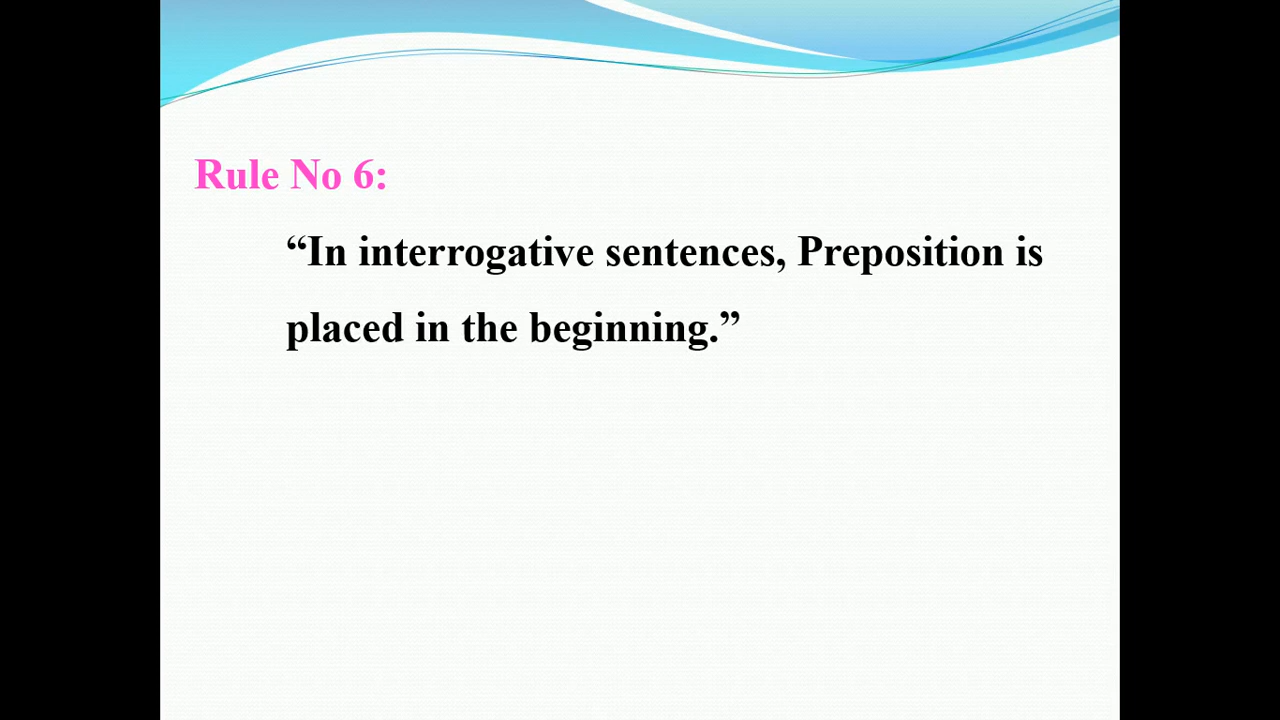 Rule No 6:
“In interrogative sentences, Preposition is
placed in the beginning.”